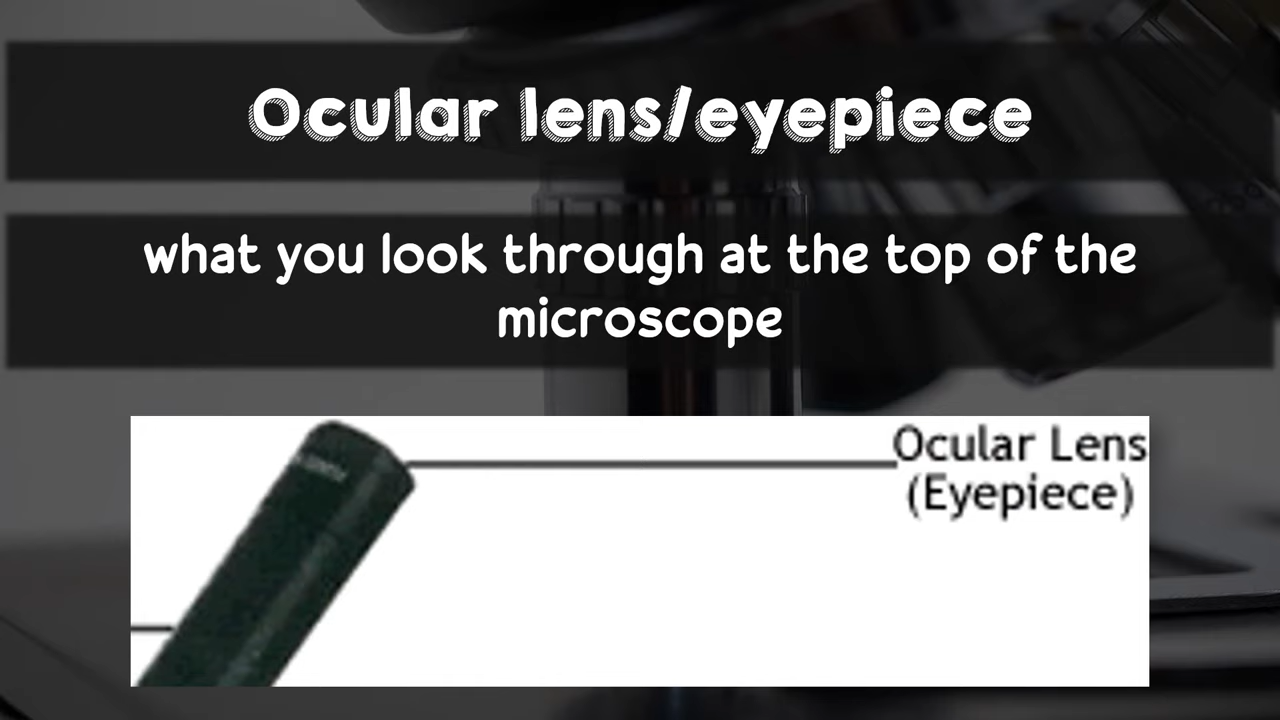 Ocular lens/eyepiece
what you look through at the top of the
microscope
Ocular Lens
(Eyepiece)